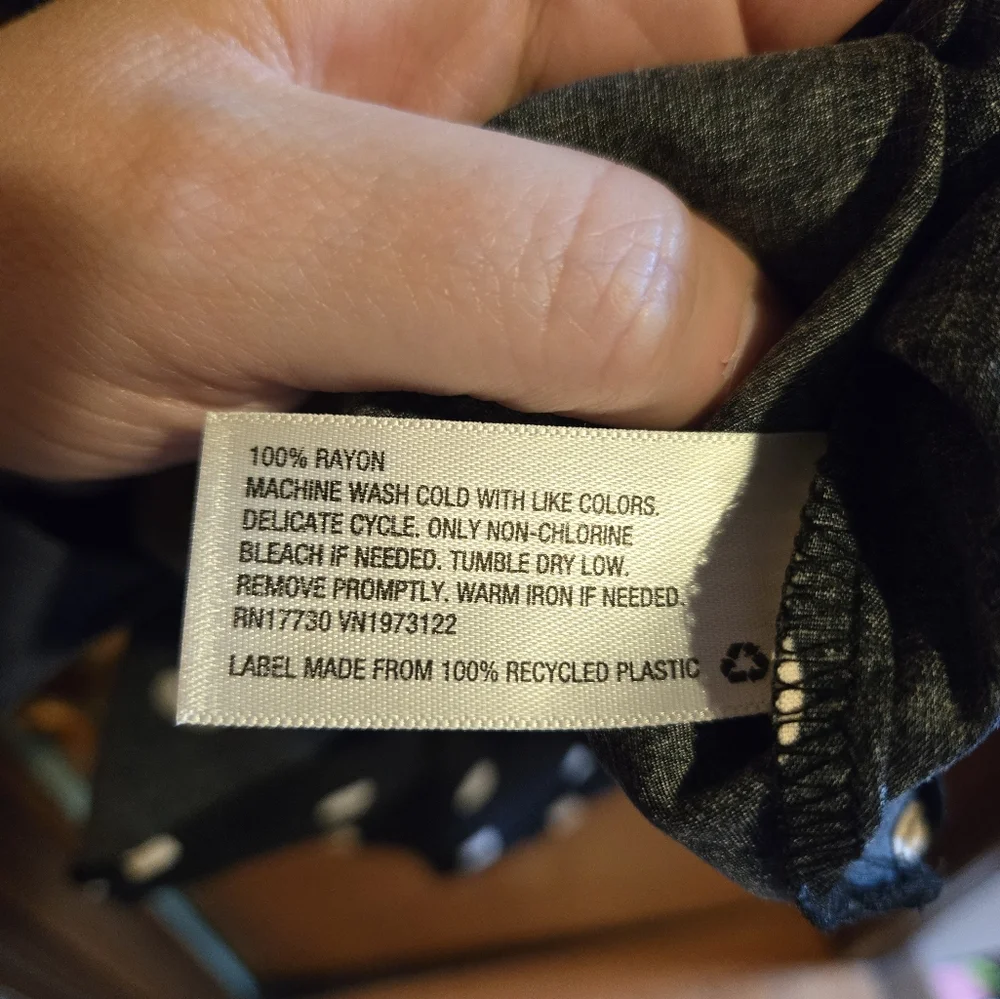 100% RAYON
MACHINE WASH COLD WITH LIKE COLORS.
DELICATE CYCLE. ONLY NON-CHLORINE
BLEACH IF NEEDED. TUMBLE DRY LOW.
REMOVE PROMPTLY. WARM IRON IF NEEDED.
RN17730 VN1973122
LABEL MADE FROM 100% RECYCLED PLASTIC